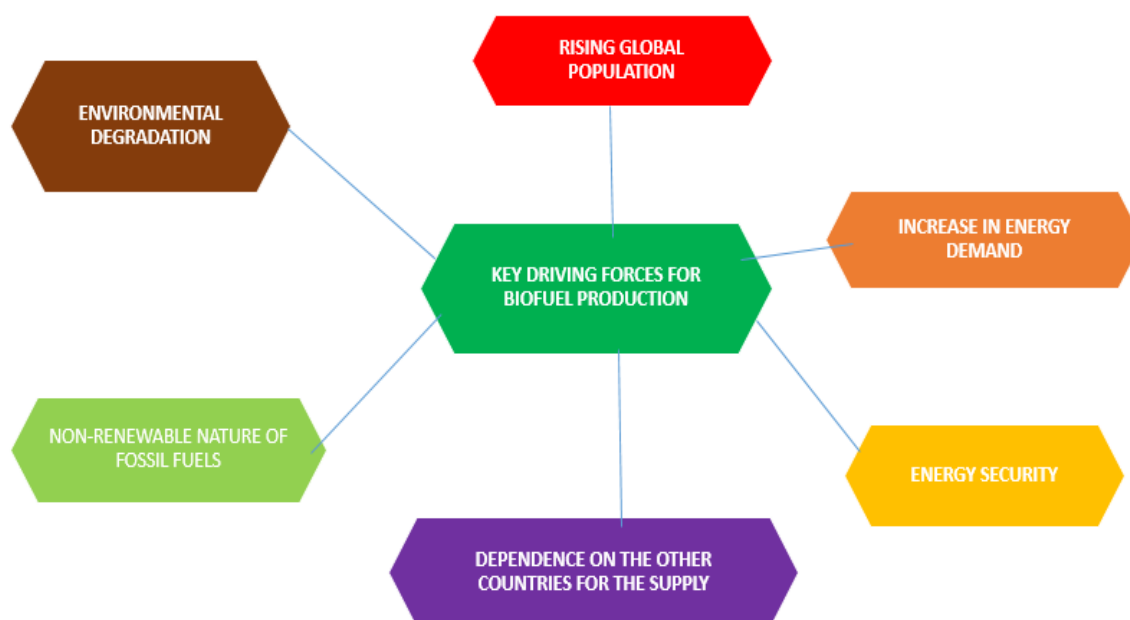 RISING GLOBAL
POPULATION
ENVIRONMENTAL
DEGRADATION
INCREASE IN ENERGY
DEMAND
KEY DRIVING FORCES FOR
BIOFUEL PRODUCTION
NON-RENEWABLE NATURE OF
FOSSIL FUELS
ENERGY SECURITY
DEPENDENCE ON THE OTHER
COUNTRIES FOR THE SUPPLY